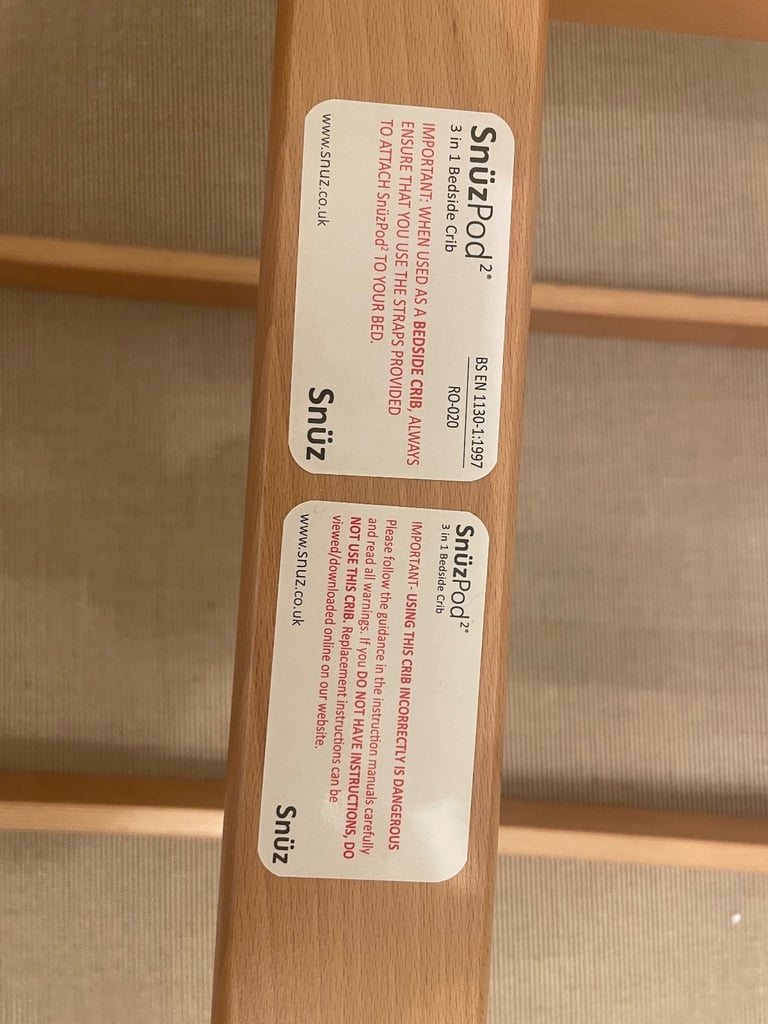 SnüzPod²*
3 in 1 Bedside Crib
BS EN 1130-1:1997
RO-020
IMPORTANT: WHEN USED AS A BEDSIDE CRIB, ALWAYS
ENSURE THAT YOU USE THE STRAPS PROVIDED
TO ATTACH SnüzPod² TO YOUR BED.
www.snuz.co.uk
Snüz
SnüzPod²*
3 in 1 Bedside Crib
IMPORTANT- USING THIS CRIB INCORRECTLY IS DANGEROUS
Please follow the guidance in the instruction manuals carefully
and read all warnings. If you DO NOT HAVE INSTRUCTIONS, DO
NOT USE THIS CRIB. Replacement instructions can be
viewed/downloaded online on our website.
www.snuz.co.uk
Snüz